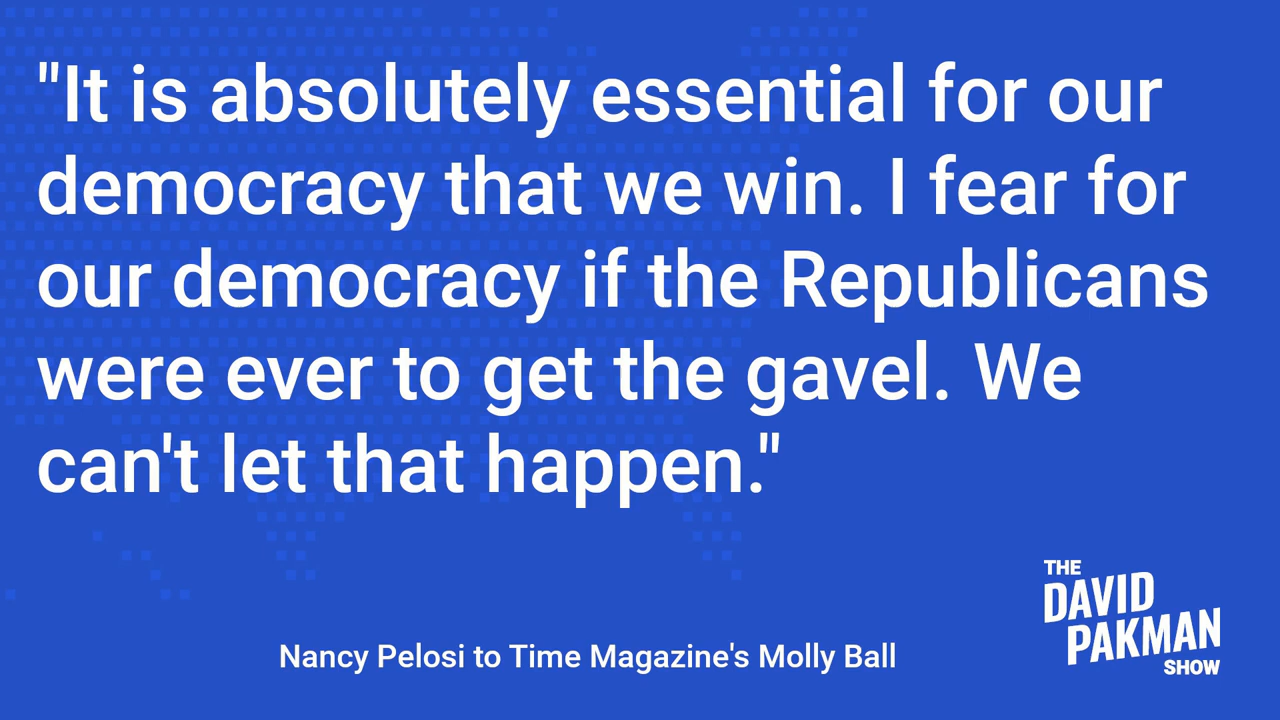 "It is absolutely essential for our
democracy that we win. I fear for
our democracy if the Republicans
were ever to get the gavel. We
can't let that happen."
Nancy Pelosi to Time Magazine's Molly Ball
THE
DAVID
PAKMAN
SHOW